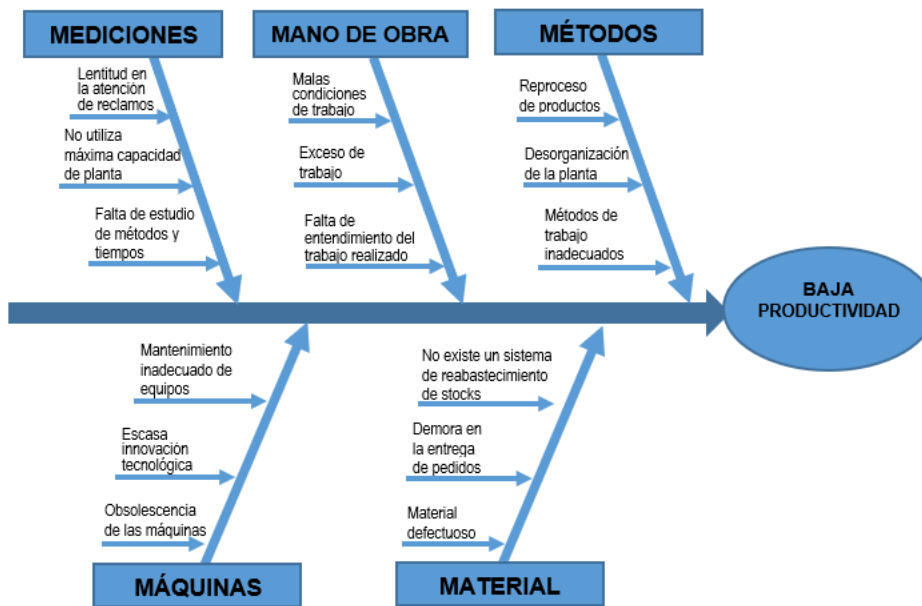 MEDICIONES
Lentitud en
la atención
de reclamos
No utiliza
máxima capacidad
de planta
Falta de estudio
de métodos y
tiempos
MANO DE OBRA
Malas
condiciones
de trabajo
Exceso de
trabajo
Falta de
entendimiento del
trabajo realizado
MÉTODOS
Reproceso
de productos
Desorganización
de la planta
Métodos de
trabajo
inadecuados
BAJA
PRODUCTIVIDAD
Mantenimiento
inadecuado de
equipos
Escasa
innovación
tecnológica
Obsolescencia
de las máquinas
MÁQUINAS
No existe un sistema
de reabastecimiento
de stocks
Demora en
la entrega
de pedidos
Material
defectuoso
MATERIAL